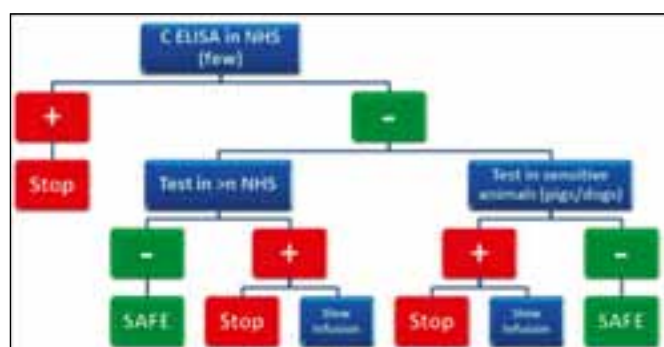 C ELISA in NHS
(few)
+
-
Stop
Test in >n NHS
Test in sensitive
animals (pigs/dogs)
-
+
+
-
SAFE
Stop
Slow
Infusion
Stop
Slow
Infusion
SAFE